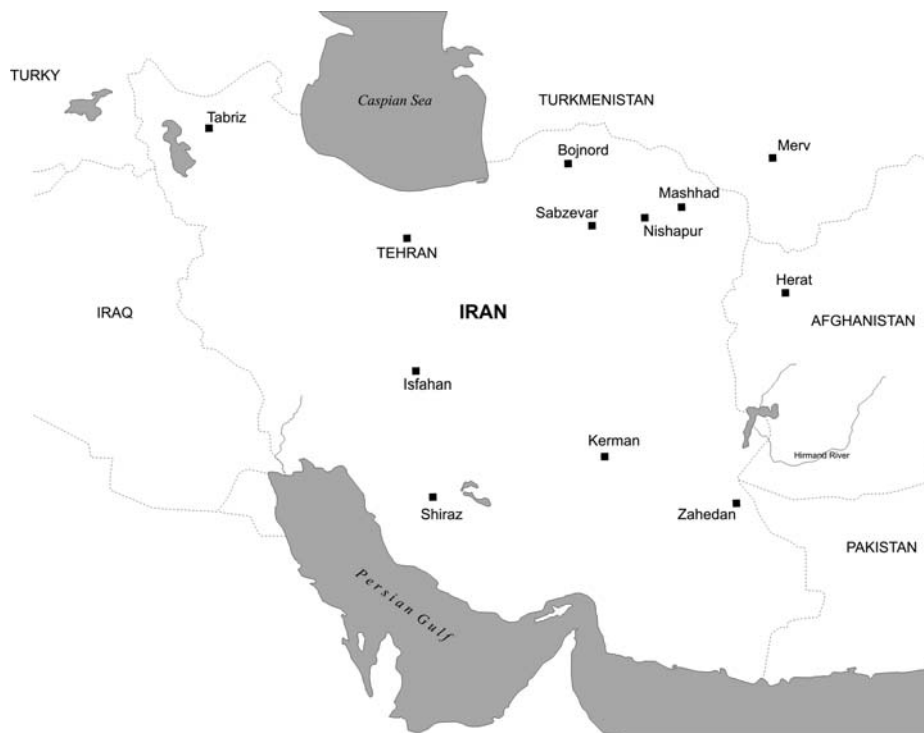 TURKY
Caspian Sea
TURKMENISTAN
Tabriz
Bojnord
Merv
Mashhad
Sabzevar
Nishapur
TEHRAN
Herat
IRAQ
IRAN
AFGHANISTAN
Isfahan
Kerman
Hirmand River
Shiraz
Zahedan
PAKISTAN
Persian Gulf